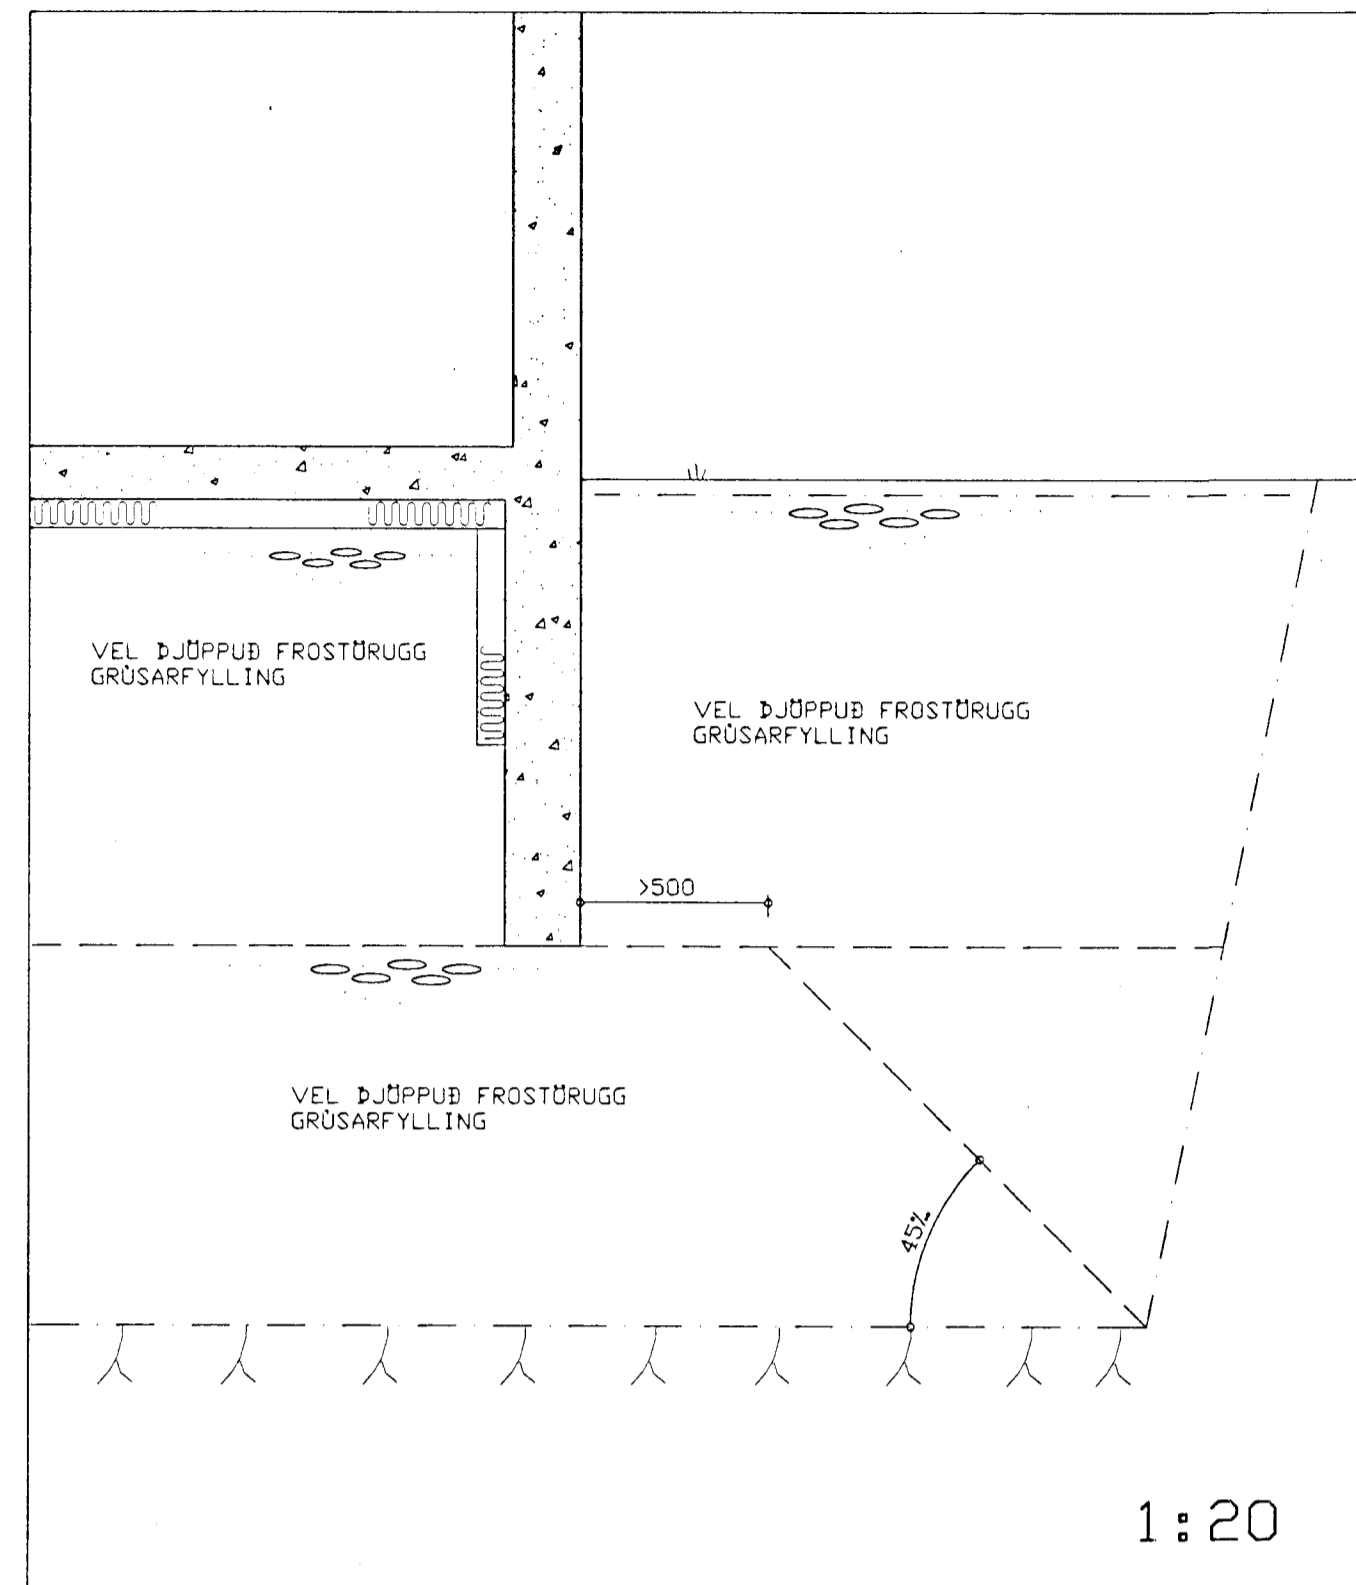 VEL ÞJÖPPUÐ FROSTÖRUGG
GRÚSARFYLLING
VEL ÞJÖPPUÐ FROSTÖRUGG
GRÚSARFYLLING
>500
VEL ÞJÖPPUÐ FROSTÖRUGG
GRÚSARFYLLING
45%
1:20